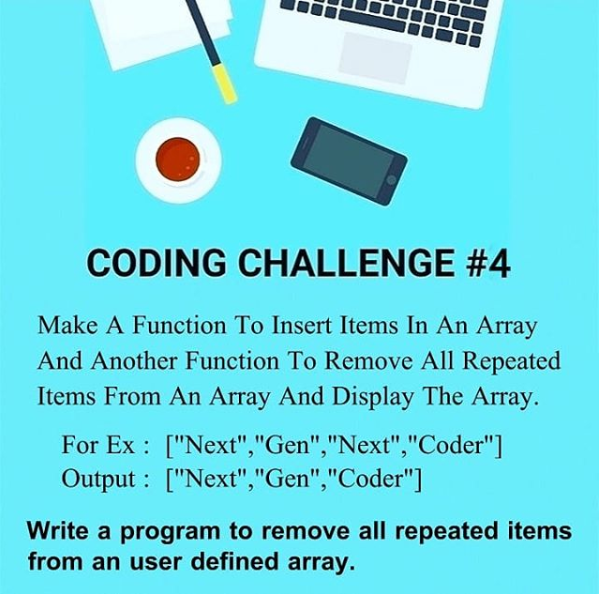 CODING CHALLENGE #4
Make A Function To Insert Items In An Array
And Another Function To Remove All Repeated
Items From An Array And Display The Array.
For Ex : ["Next","Gen","Next","Coder"]
Output : ["Next","Gen","Coder"]
Write a program to remove all repeated items
from an user defined array.